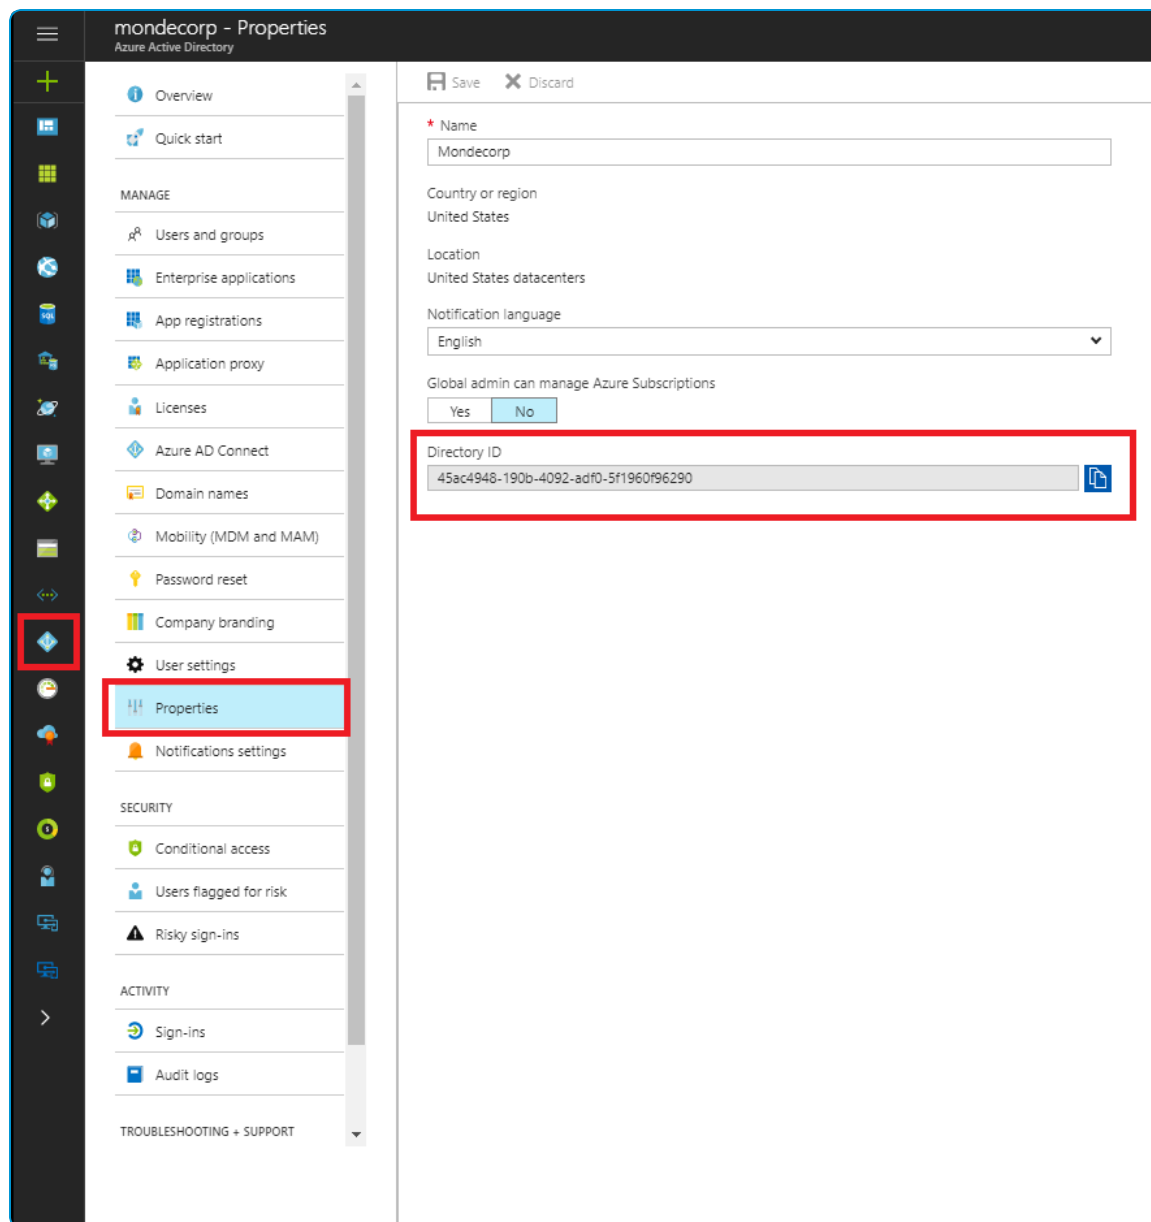 mondecorp - Properties
Azure Active Directory
Overview
Quick start
MANAGE
Users and groups
Enterprise applications
App registrations
Application proxy
Licenses
Azure AD Connect
Domain names
Mobility (MDM and MAM)
Password reset
Company branding
User settings
Properties
Notifications settings
SECURITY
Conditional access
Users flagged for risk
Risky sign-ins
ACTIVITY
Sign-ins
Audit logs
TROUBLESHOOTING + SUPPORT
Save Discard
* Name
Mondecorp
Country or region
United States
Location
United States datacenters
Notification language
English
Global admin can manage Azure Subscriptions
Yes No
Directory ID
45ac4948-190b-4092-adf0-5f1960f96290